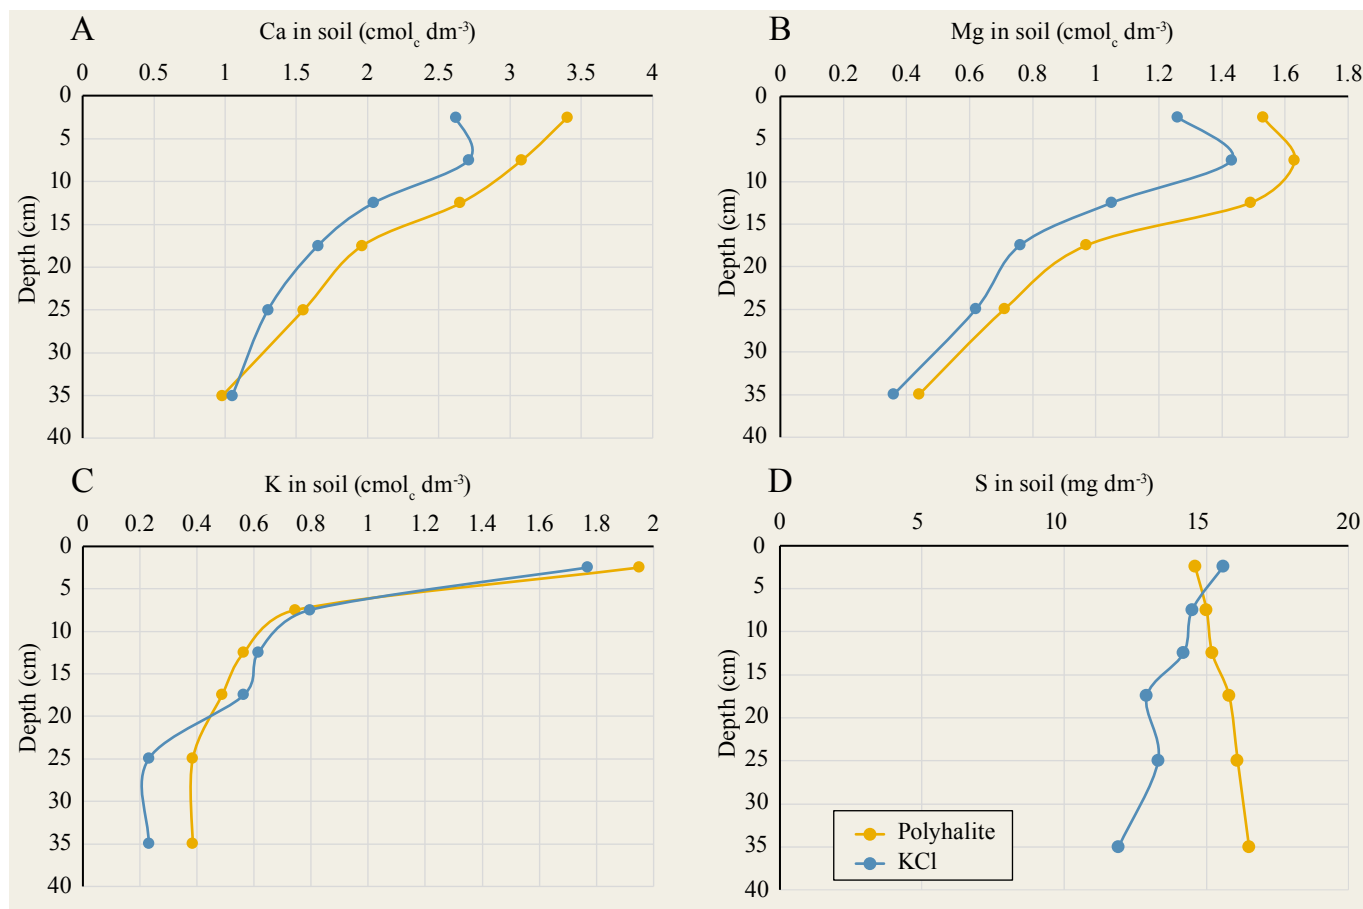 A
Ca in soil (cmolc dm-3)
0 0.5 1 1.5 2 2.5 3 3.5 4
0
5
10
15
20
25
30
35
40
Depth (cm)
B
Mg in soil (cmolc dm-3)
0 0.2 0.4 0.6 0.8 1 1.2 1.4 1.6 1.8
0
5
10
15
20
25
30
35
40
Depth (cm)
C
K in soil (cmolc dm-3)
0 0.2 0.4 0.6 0.8 1 1.2 1.4 1.6 1.8 2
0
5
10
15
20
25
30
35
40
Depth (cm)
D
S in soil (mg dm-3)
0 5 10 15 20
0
5
10
15
20
25
30
35
40
Depth (cm)
Polyhalite
KCl